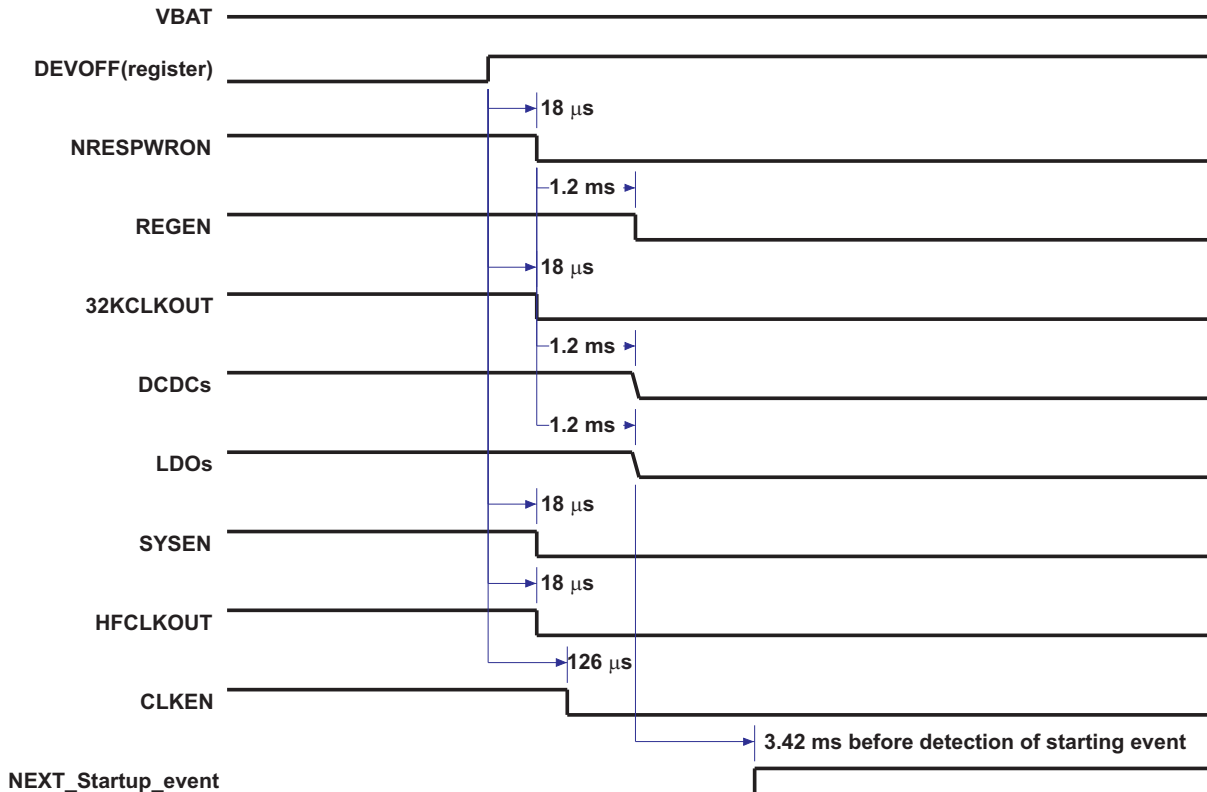 VBAT
DEVOFF(register)
18 μs
NRESPWRON
1.2 ms
REGEN
18 μs
32KCLKOUT
1.2 ms
DCDCs
1.2 ms
LDOs
18 μs
SYSEN
18 μs
HFCLKOUT
126 μs
CLKEN
3.42 ms before detection of starting event
NEXT_Startup_event